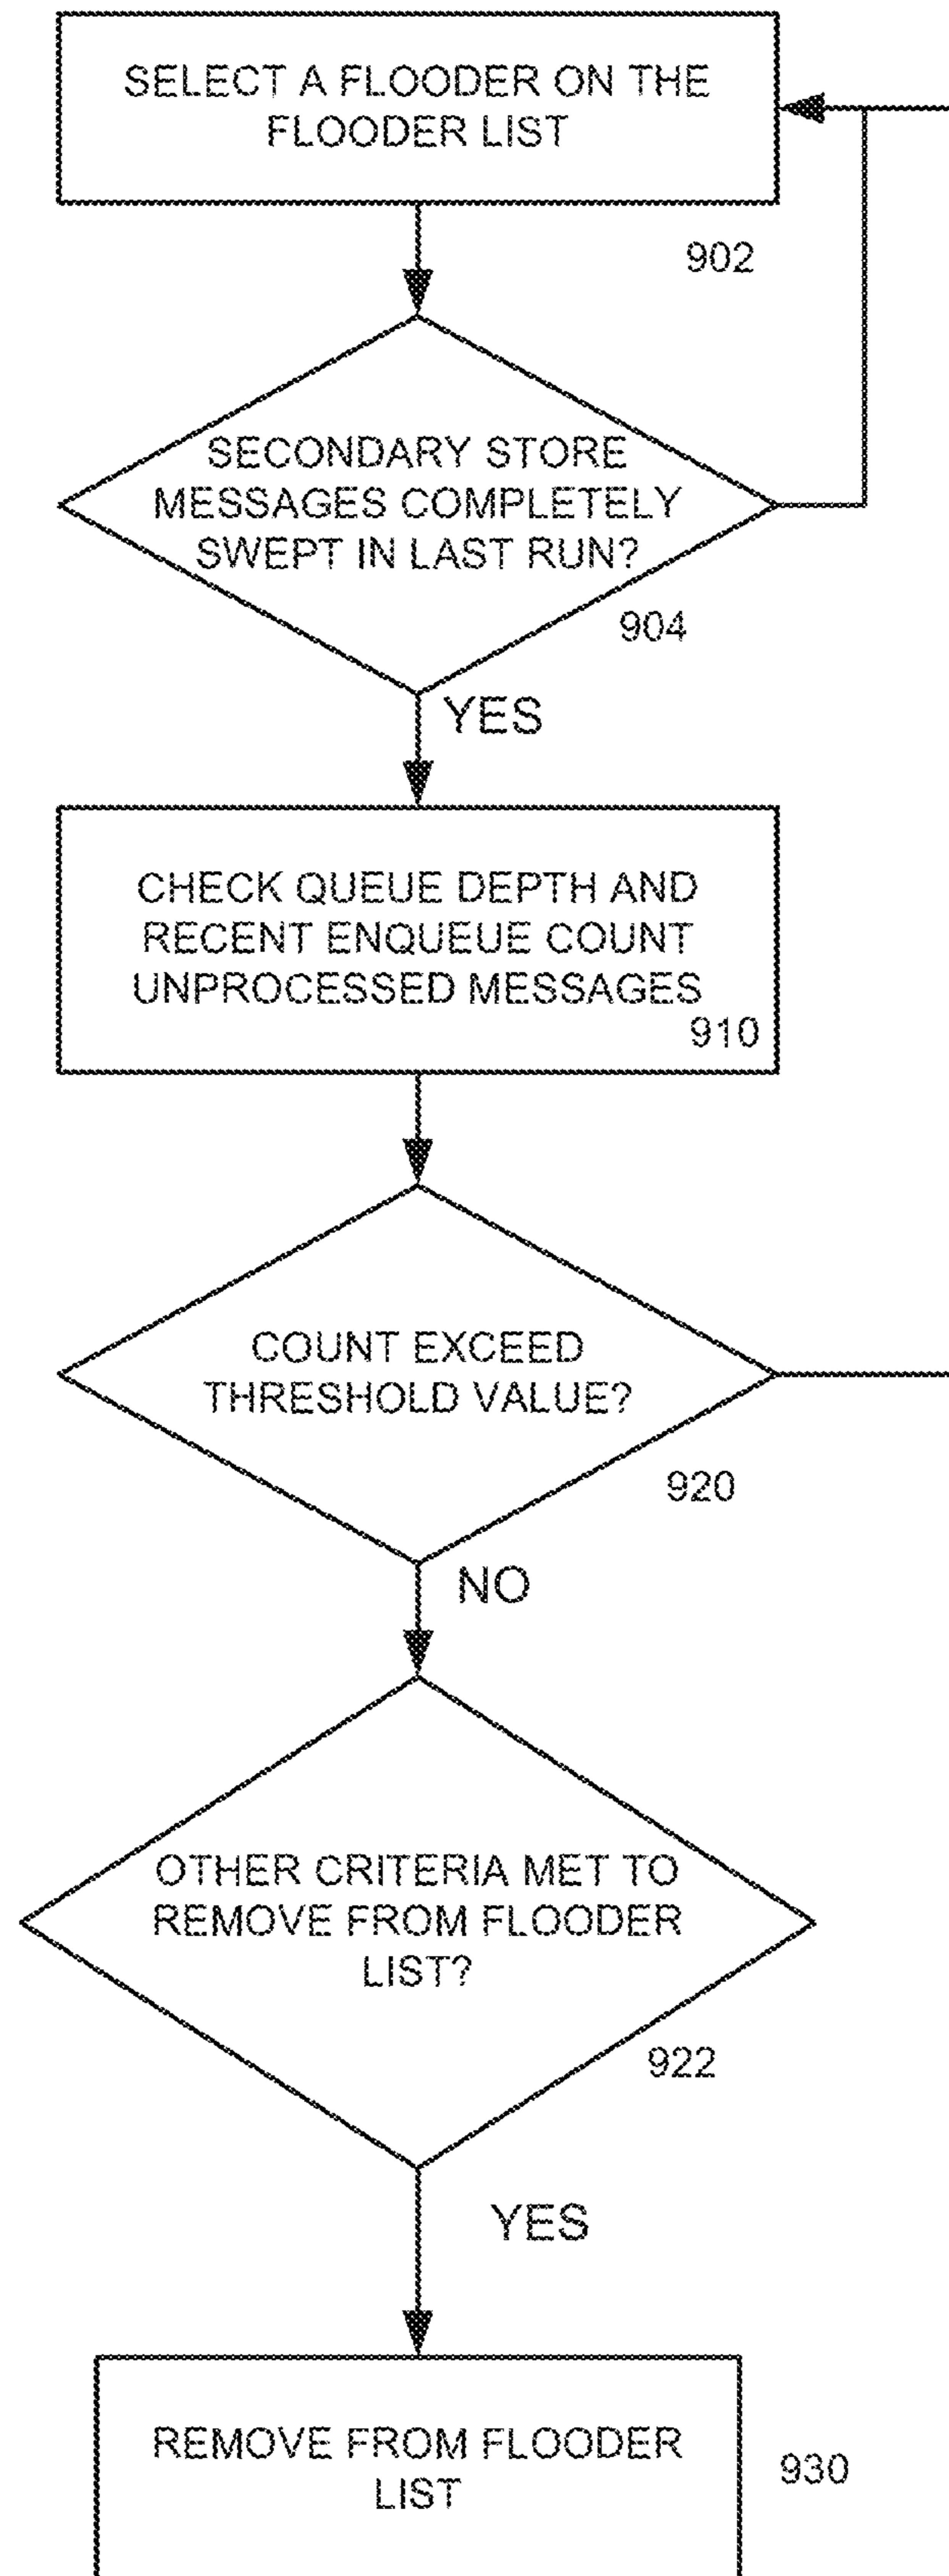 SELECT A FLOODER ON THE
FLOODER LIST
902
SECONDARY STORE
MESSAGES COMPLETELY
SWEPT IN LAST RUN?
904
YES
CHECK QUEUE DEPTH AND
RECENT ENQUEUE COUNT
UNPROCESSED MESSAGES
910
COUNT EXCEED
THRESHOLD VALUE?
920
NO
OTHER CRITERIA MET TO
REMOVE FROM FLOODER
LIST?
922
YES
REMOVE FROM FLOODER
LIST
930